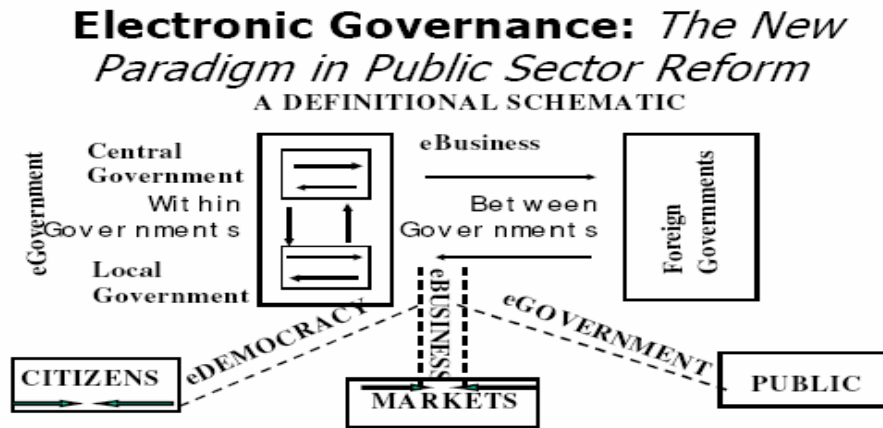 Electronic Governance: The New
Paradigm in Public Sector Reform
A DEFINITIONAL SCHEMATIC
eGovernment
Central
Government
Within
Governments
Local
Government
eBusiness
Between
Governments
Foreign
Governments
eDEMOCRACY
eBUSINESS
eGOVERNMENT
CITIZENS
MARKETS
PUBLIC